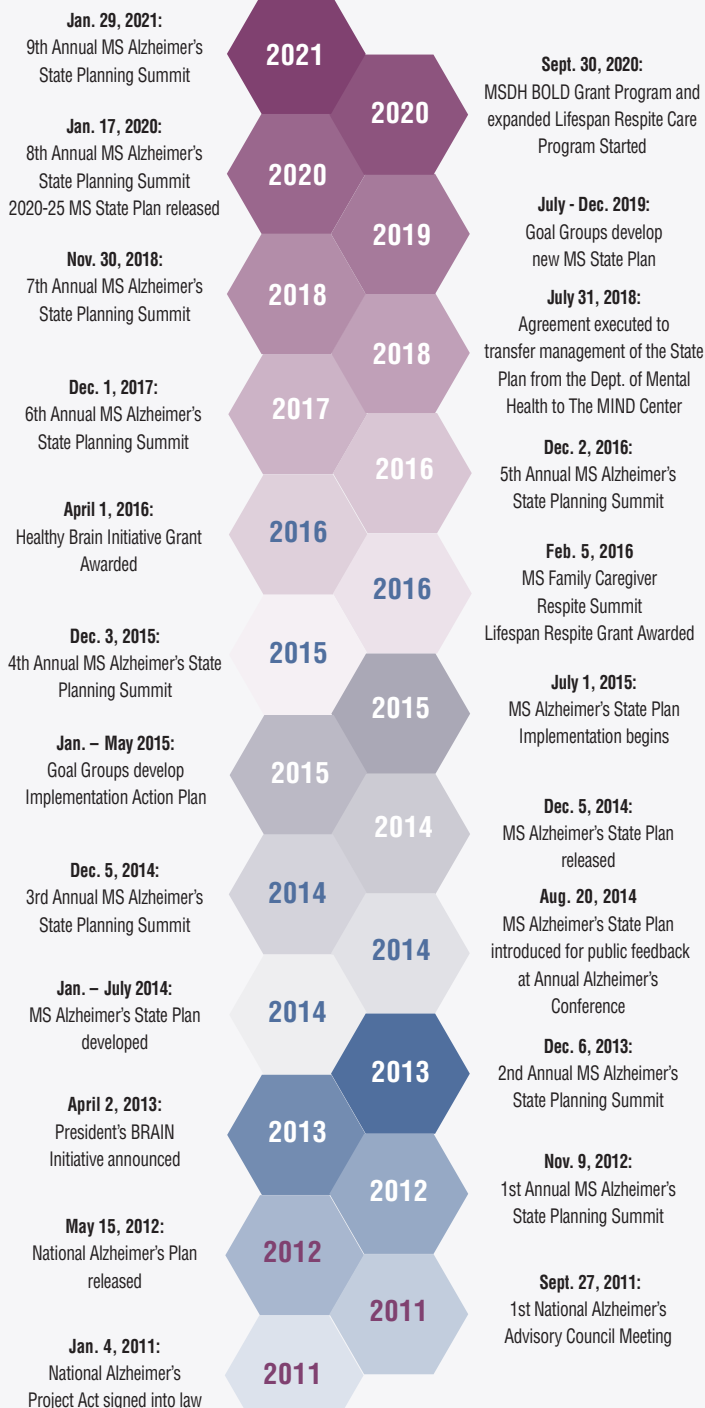 Jan. 29, 2021:
9th Annual MS Alzheimer's
State Planning Summit
2021
Sept. 30, 2020:
MSDH BOLD Grant Program and
expanded Lifespan Respite Care
Program Started
2020
Jan. 17, 2020:
8th Annual MS Alzheimer's
State Planning Summit
2020-25 MS State Plan released
2020
July - Dec. 2019:
Goal Groups develop
new MS State Plan
2019
Nov. 30, 2018:
7th Annual MS Alzheimer's
State Planning Summit
2018
July 31, 2018:
Agreement executed to
transfer management of the State
Plan from the Dept. of Mental
Health to The MIND Center
2018
Dec. 1, 2017:
6th Annual MS Alzheimer's
State Planning Summit
2017
Dec. 2, 2016:
5th Annual MS Alzheimer's
State Planning Summit
2016
April 1, 2016:
Healthy Brain Initiative Grant
Awarded
2016
Feb. 5, 2016
MS Family Caregiver
Respite Summit
Lifespan Respite Grant Awarded
2016
Dec. 3, 2015:
4th Annual MS Alzheimer's State
Planning Summit
2015
July 1, 2015:
MS Alzheimer's State Plan
Implementation begins
2015
Jan. – May 2015:
Goal Groups develop
Implementation Action Plan
2015
Dec. 5, 2014:
MS Alzheimer's State Plan
released
2014
Dec. 5, 2014:
3rd Annual MS Alzheimer's
State Planning Summit
2014
Aug. 20, 2014
MS Alzheimer's State Plan
introduced for public feedback
at Annual Alzheimer's
Conference
2014
Jan. – July 2014:
MS Alzheimer's State Plan
developed
2014
Dec. 6, 2013:
2nd Annual MS Alzheimer's
State Planning Summit
2013
April 2, 2013:
President's BRAIN
Initiative announced
2013
Nov. 9, 2012:
1st Annual MS Alzheimer's
State Planning Summit
2012
May 15, 2012:
National Alzheimer's Plan
released
2012
Sept. 27, 2011:
1st National Alzheimer's
Advisory Council Meeting
2011
Jan. 4, 2011:
National Alzheimer's
Project Act signed into law
2011